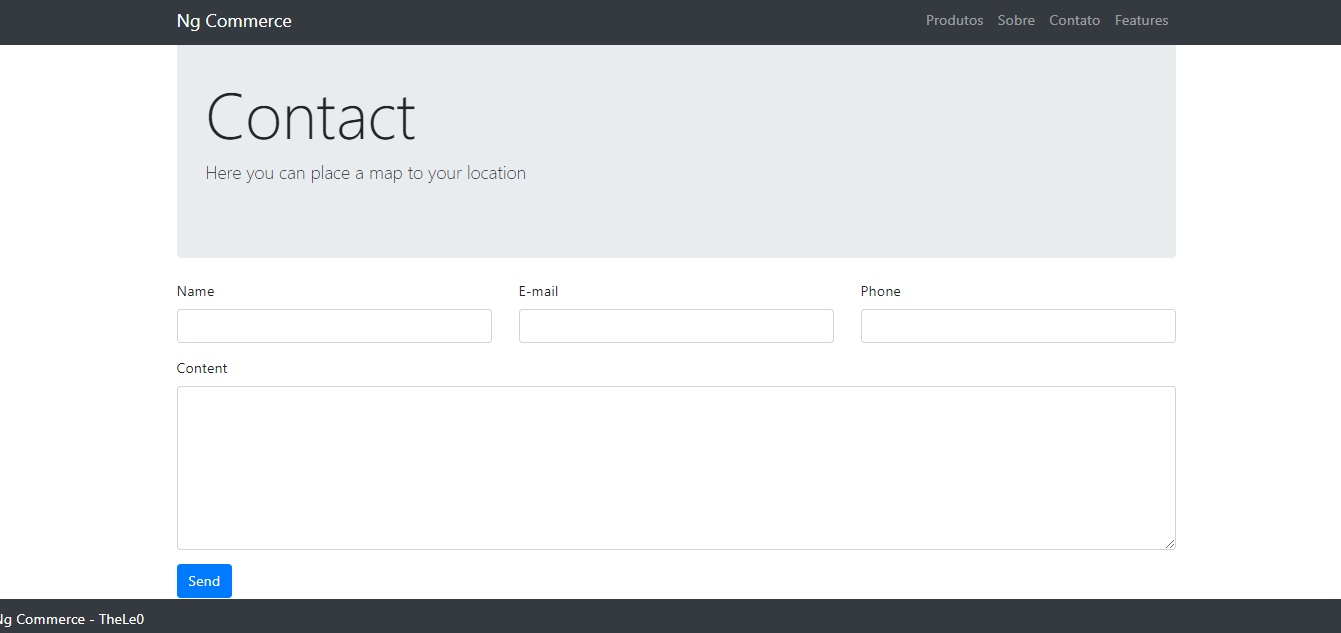 Ng Commerce Produtos Sobre Contato Features
Contact
Here you can place a map to your location
Name E-mail Phone
Content
Send
Ng Commerce - TheLe0